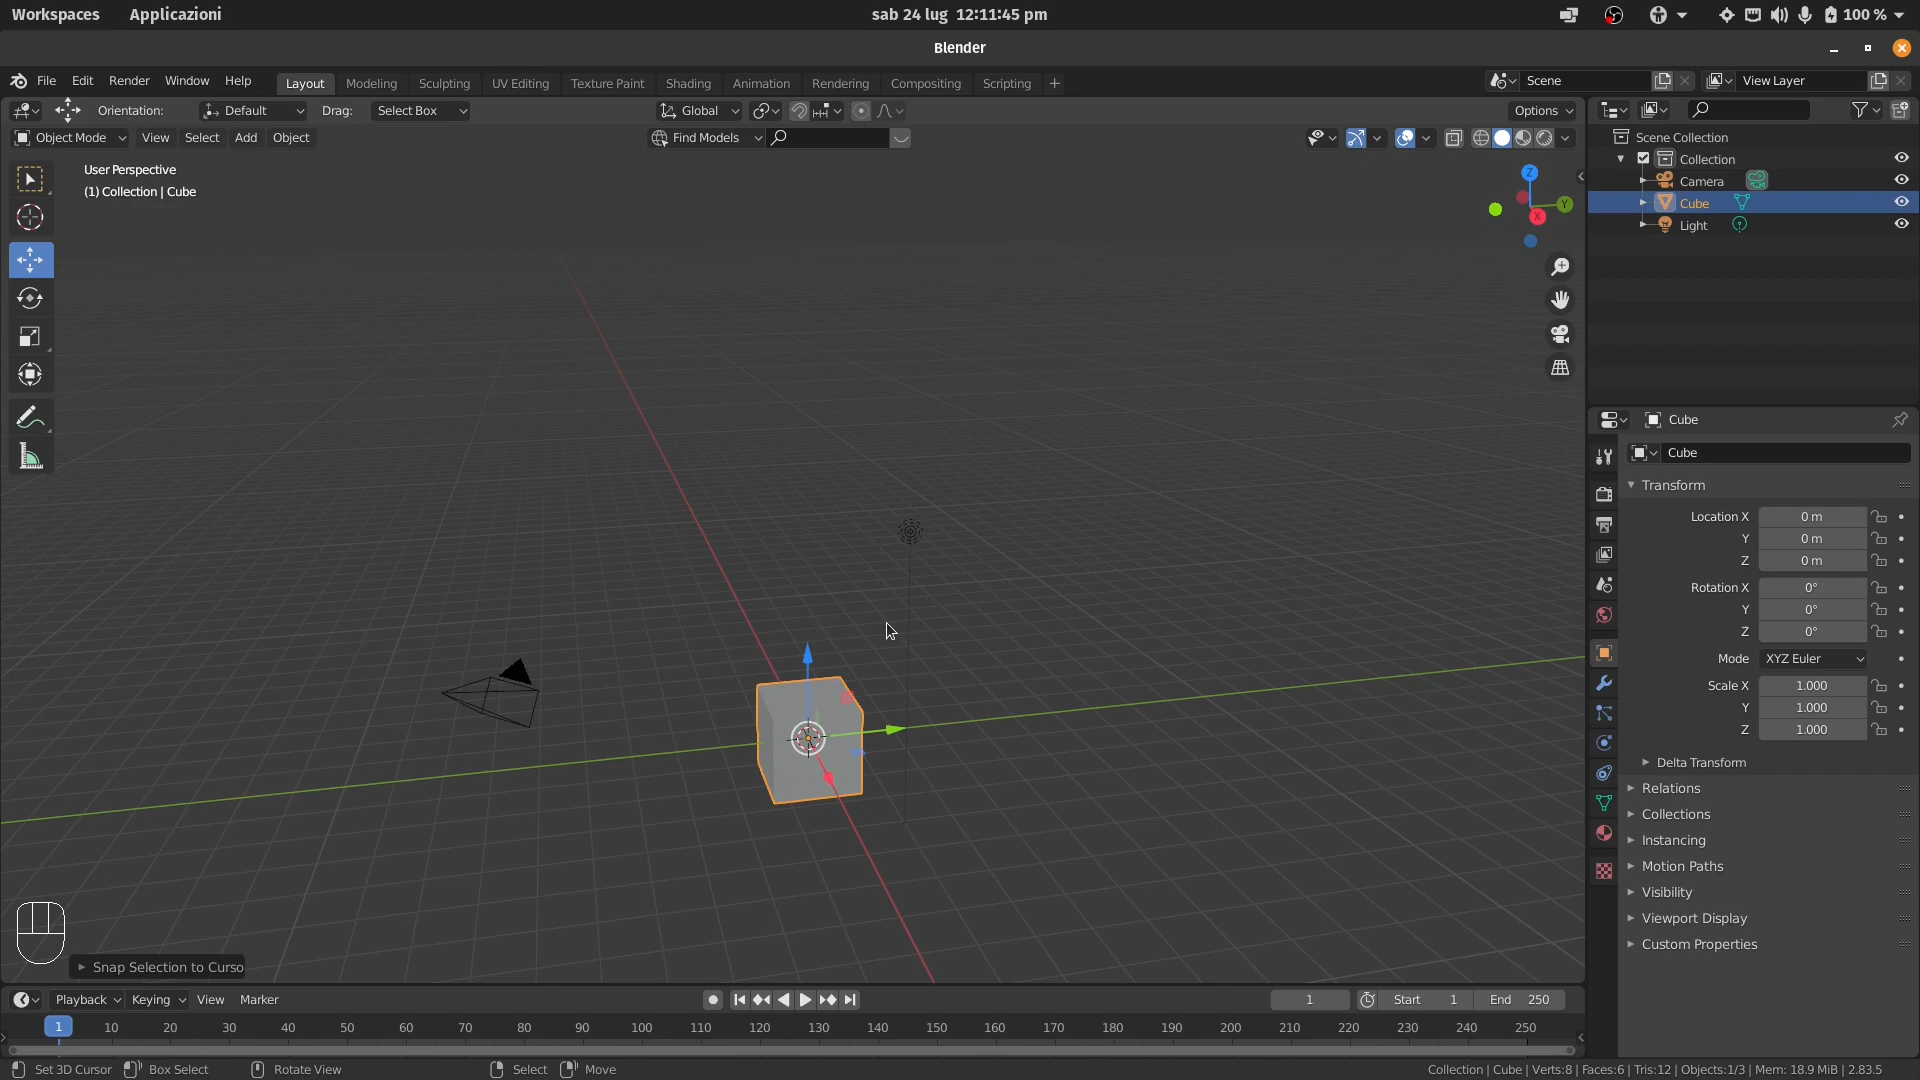 Workspaces Applicazioni sab 24 lug 12:11:45 pm 100 %
Blender
File Edit Render Window Help Layout Modeling Sculpting UV Editing Texture Paint Shading Animation Rendering Compositing Scripting + Scene View Layer
Orientation: Default Drag: Select Box Global Options
Object Mode View Select Add Object Find Models
User Perspective
(1) Collection | Cube
Z
Y
X
Scene Collection
Collection
Camera
Cube
Light
Cube
Cube
Transform
Location X 0 m
Y 0 m
Z 0 m
Rotation X 0°
Y 0°
Z 0°
Mode XYZ Euler
Scale X 1.000
Y 1.000
Z 1.000
Delta Transform
Relations
Collections
Instancing
Motion Paths
Visibility
Viewport Display
Custom Properties
Snap Selection to Curso
Playback Keying View Marker 1 Start 1 End 250
1 10 20 30 40 50 60 70 80 90 100 110 120 130 140 150 160 170 180 190 200 210 220 230 240 250
Set 3D Cursor Box Select Rotate View Select Move Collection | Cube | Verts:8 | Faces:6 | Tris:12 | Objects:1/3 | Mem: 18.9 MiB | 2.83.5